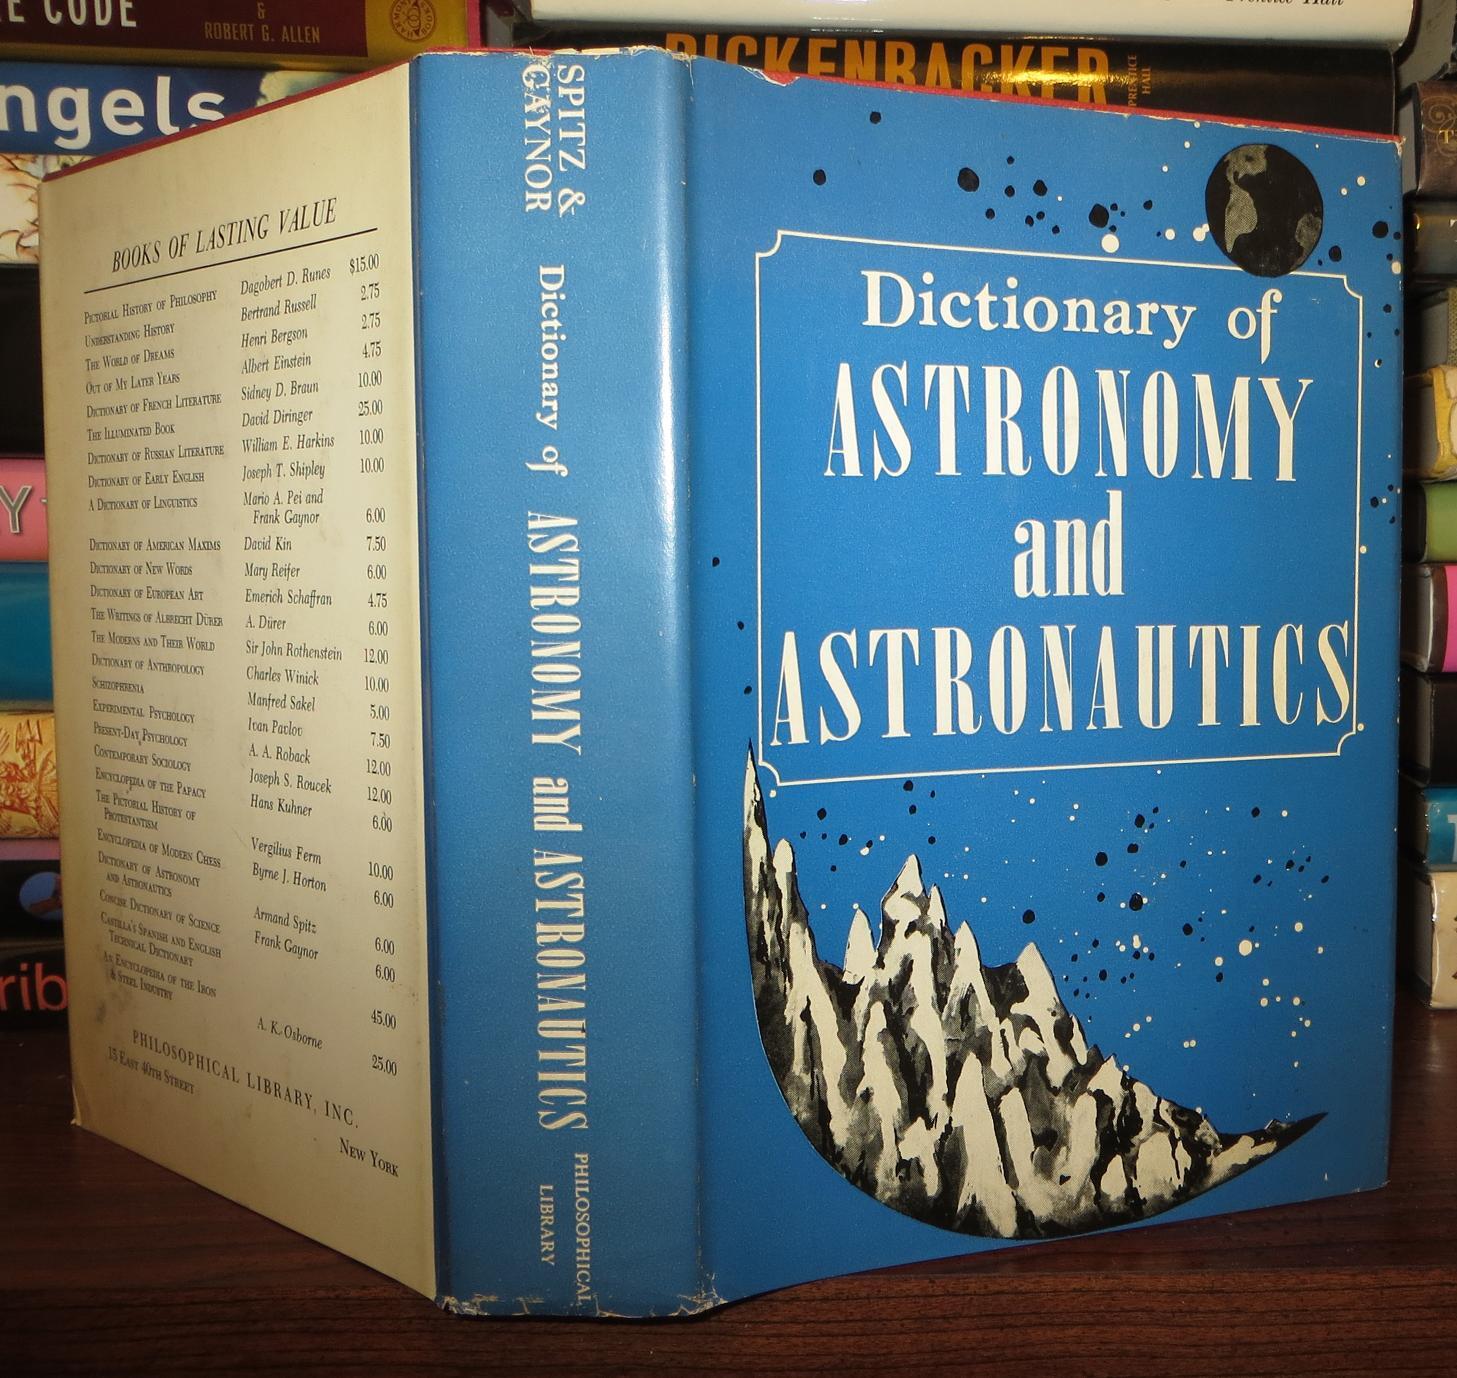 E CODE
&
ROBERT G. ALLEN
ngels
Y
rib
Prentice Hall
RICKENBACKER
PRENTICE
HALL
BOOKS OF LASTING VALUE
PICTORIAL HISTORY OF PHILOSOPHY Dagobert D. Runes $15.00
UNDERSTANDING HISTORY Bertrand Russell 2.75
THE WORLD OF DREAMS Henri Bergson 2.75
OUT OF MY LATER YEARS Albert Einstein 4.75
DICTIONARY OF FRENCH LITERATURE Sidney D. Braun 10.00
THE ILLUMINATED BOOK David Diringer 25.00
DICTIONARY OF RUSSIAN LITERATURE William E. Harkins 10.00
DICTIONARY OF EARLY ENGLISH Joseph T. Shipley 10.00
A DICTIONARY OF LINGUISTICS Mario A. Pei and
Frank Gaynor 6.00
DICTIONARY OF AMERICAN MAXIMS David Kin 7.50
DICTIONARY OF NEW WORDS Mary Reifer 6.00
DICTIONARY OF EUROPEAN ART Emerich Schaffran 4.75
THE WRITINGS OF ALBRECHT DÜRER A. Dürer 6.00
THE MODERNS AND THEIR WORLD Sir John Rothenstein 12.00
DICTIONARY OF ANTHROPOLOGY Charles Winick 10.00
SCHIZOPHRENIA Manfred Sakel 5.00
EXPERIMENTAL PSYCHOLOGY Ivan Pavlov 7.50
PRESENT-DAY PSYCHOLOGY A. A. Roback 12.00
CONTEMPORARY SOCIOLOGY Joseph S. Roucek 12.00
ENCYCLOPEDIA OF THE PAPACY Hans Kuhner 6.00
THE PICTORIAL HISTORY OF
PROTESTANTISM Vergilius Ferm 10.00
ENCYCLOPEDIA OF MODERN CHESS Byrne J. Horton 6.00
DICTIONARY OF ASTRONOMY
AND ASTRONAUTICS Armand Spitz 6.00
CONCISE DICTIONARY OF SCIENCE Frank Gaynor 6.00
CASTILLA'S SPANISH AND ENGLISH
TECHNICAL DICTIONARY 45.00
AN ENCYCLOPEDIA OF THE IRON
& STEEL INDUSTRY A. K. Osborne 25.00
PHILOSOPHICAL LIBRARY, INC.
15 EAST 40TH STREET
NEW YORK
SPITZ &
GAYNOR
Dictionary of ASTRONOMY and ASTRONAUTICS
PHILOSOPHICAL
LIBRARY
Dictionary of
ASTRONOMY
and
ASTRONAUTICS